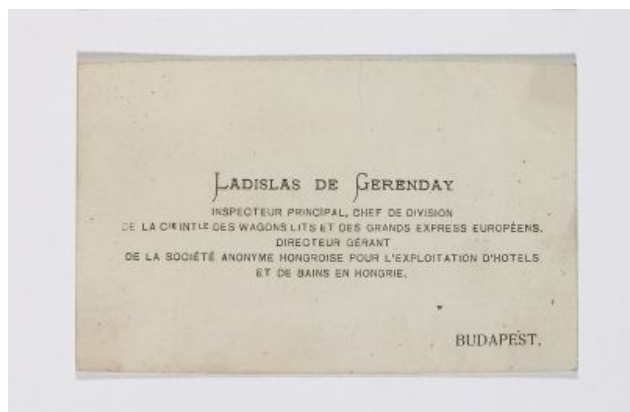 LADISLAS DE GERENDAY
INSPECTEUR PRINCIPAL, CHEF DE DIVISION
DE LA CIE INTLE DES WAGONS LITS ET DES GRANDS EXPRESS EUROPÉENS.
DIRECTEUR GÉRANT
DE LA SOCIÉTÉ ANONYME HONGROISE POUR L'EXPLOITATION D'HOTELS
ET DE BAINS EN HONGRIE.
BUDAPEST.